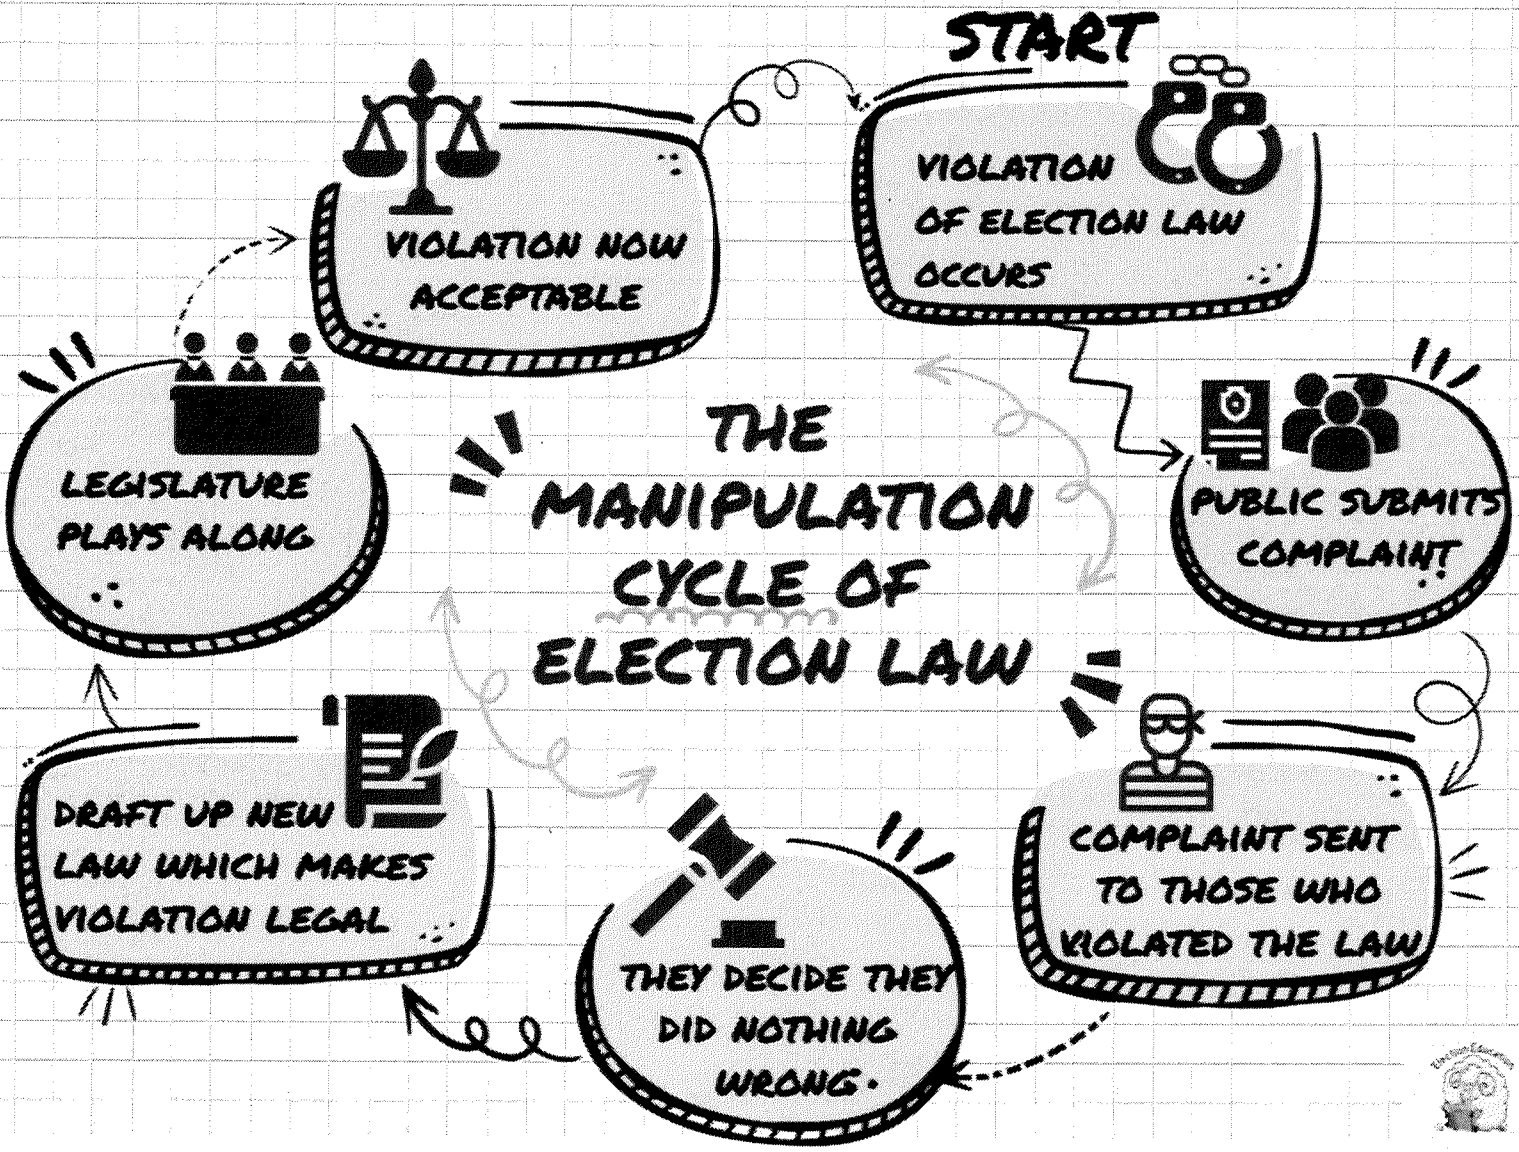 START
VIOLATION
OF ELECTION LAW
OCCURS
PUBLIC SUBMITS
COMPLAINT
COMPLAINT SENT
TO THOSE WHO
VIOLATED THE LAW
THEY DECIDE THEY
DID NOTHING
WRONG.
DRAFT UP NEW
LAW WHICH MAKES
VIOLATION LEGAL
LEGISLATURE
PLAYS ALONG
VIOLATION NOW
ACCEPTABLE
THE
MANIPULATION
CYCLE OF
ELECTION LAW